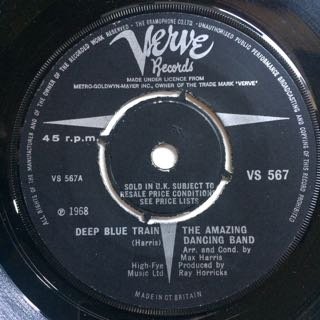 ALL RIGHTS OF THE MANUFACTURER AND OF THE OWNER OF THE RECORDED WORK RESERVED - THE GRAMOPHONE CO. LTD. - UNAUTHORISED PUBLIC PERFORMANCE BROADCASTING AND COPYING OF THIS RECORD PROHIBITED
Verve
Records
MADE UNDER LICENCE FROM
METRO-GOLDWYN-MAYER INC., OWNER OF THE TRADE MARK "VERVE"
45 r.p.m.
VS 567A
VS 567
SOLD IN U.K. SUBJECT TO
RESALE PRICE CONDITIONS
SEE PRICE LISTS
℗ 1968
DEEP BLUE TRAIN
(Harris)
High-Fye
Music Ltd
THE AMAZING
DANCING BAND
Arr. and Cond. by
Max Harris
Produced by
Ray Horricks
MADE IN GT. BRITAIN